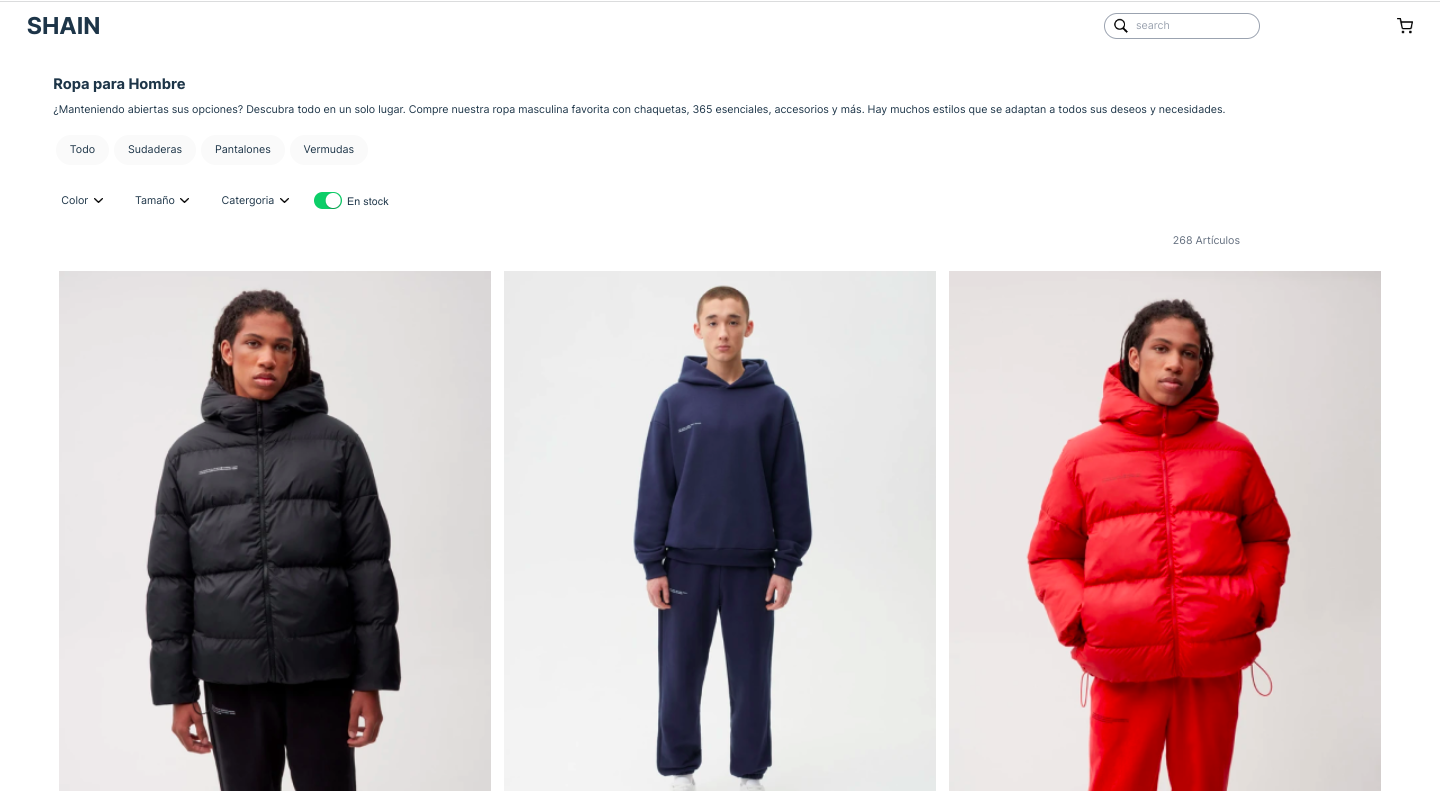 SHAIN
search
Ropa para Hombre
¿Manteniendo abiertas sus opciones? Descubra todo en un solo lugar. Compre nuestra ropa masculina favorita con chaquetas, 365 esenciales, accesorios y más. Hay muchos estilos que se adaptan a todos sus deseos y necesidades.
Todo Sudaderas Pantalones Vermudas
Color Tamaño Catergoria En stock
268 Artículos